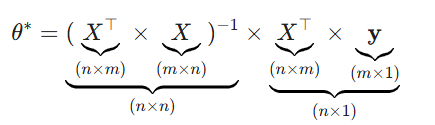 θ* = ( X⊤ × X )−1 × X⊤ × y
(n×m) (m×n) (n×m) (m×1)
(n×n) (n×1)